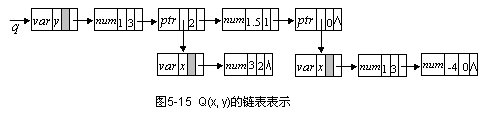 q var y num 1 3 ptr 2 num 1.5 1 ptr 0 ∧
var x num 3 2 ∧ var x num 1 3 num -4 0 ∧
图5-15 Q(x, y)的链表表示